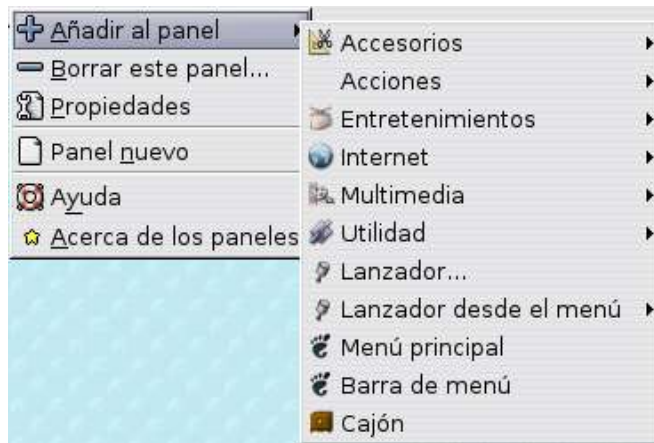 Añadir al panel
Borrar este panel...
Propiedades
Panel nuevo
Ayuda
Acerca de los paneles
Accesorios
Acciones
Entretenimientos
Internet
Multimedia
Utilidad
Lanzador...
Lanzador desde el menú
Menú principal
Barra de menú
Cajón